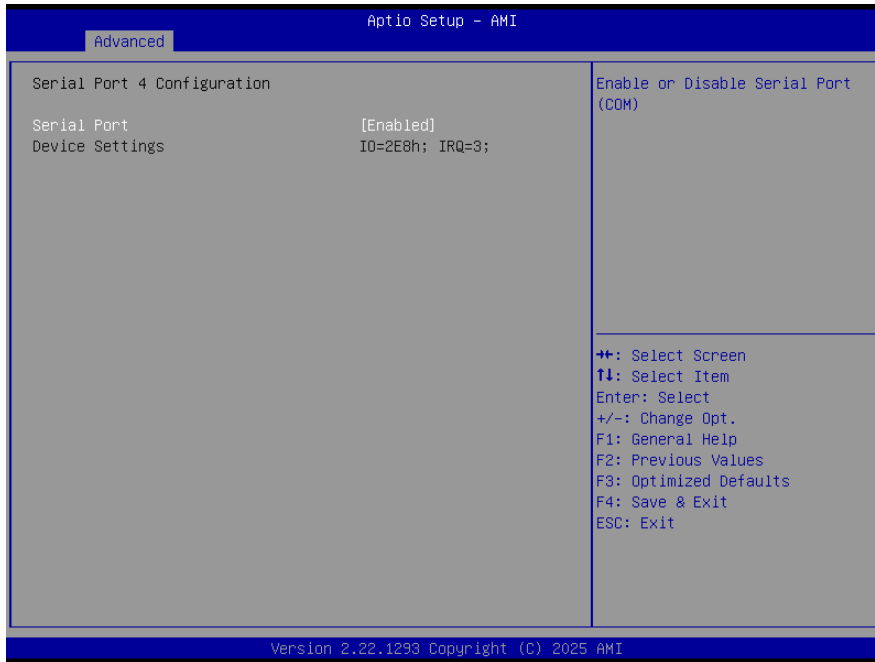 Aptio Setup - AMI
Advanced
Serial Port 4 Configuration
Serial Port [Enabled]
Device Settings IO=2E8h; IRQ=3;
Enable or Disable Serial Port
(COM)
→←: Select Screen
↑↓: Select Item
Enter: Select
+/-: Change Opt.
F1: General Help
F2: Previous Values
F3: Optimized Defaults
F4: Save & Exit
ESC: Exit
Version 2.22.1293 Copyright (C) 2025 AMI